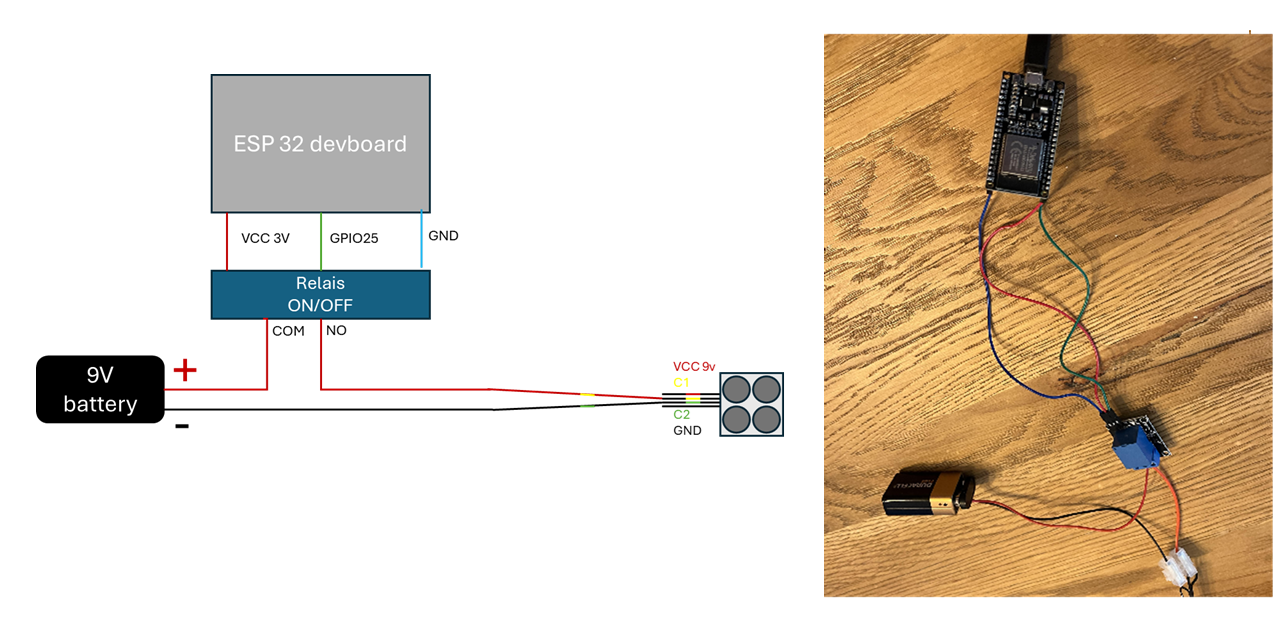 ESP 32 devboard
VCC 3V
GPIO25
GND
Relais
ON/OFF
COM
NO
9V
battery
+
-
VCC 9v
C1
C2
GND
DURACELL